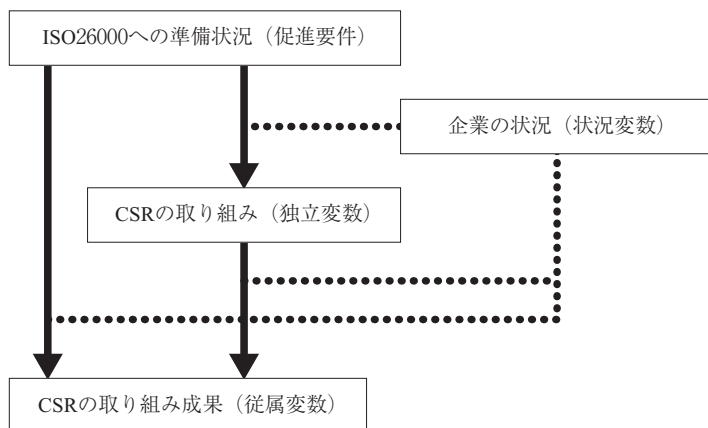 ISO26000への準備状況（促進要件）
企業の状況（状況変数）
CSRの取り組み（独立変数）
CSRの取り組み成果（従属変数）